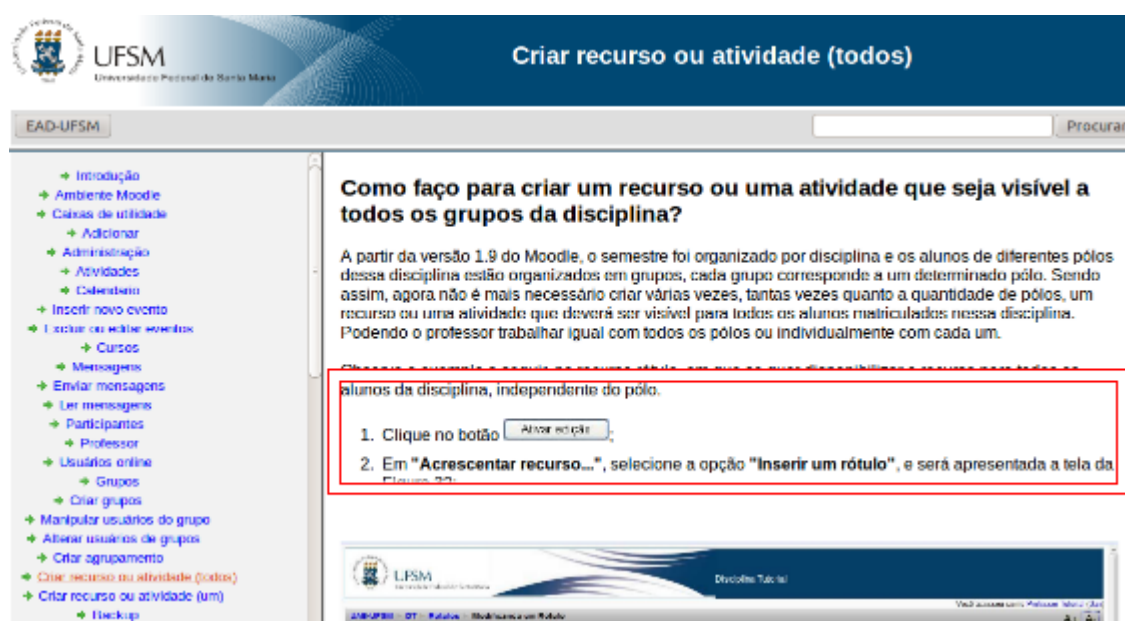 UFSM
Universidade Federal de Santa Maria
Criar recurso ou atividade (todos)
EAD-UFSM
Procurar
Introdução
Ambiente Moodle
Caixas de utilidade
Adicionar
Administração
Atividades
Calendario
Inserir novo evento
Excluir ou editar eventos
Cursos
Mensagens
Enviar mensagens
Ler mensagens
Participantes
Professor
Usuários online
Grupos
Criar grupos
Manipular usuários do grupo
Alterar usuários de grupos
Criar agrupamento
Criar recurso ou atividade (todos)
Criar recurso ou atividade (um)
Backup
Como faço para criar um recurso ou uma atividade que seja visível a
todos os grupos da disciplina?
A partir da versão 1.9 do Moodle, o semestre foi organizado por disciplina e os alunos de diferentes pólos
dessa disciplina estão organizados em grupos, cada grupo corresponde a um determinado pólo. Sendo
assim, agora não é mais necessário criar várias vezes, tantas vezes quanto a quantidade de pólos, um
recurso ou uma atividade que deverá ser visível para todos os alunos matriculados nessa disciplina.
Podendo o professor trabalhar igual com todos os pólos ou individualmente com cada um.
alunos da disciplina, independente do pólo.
1. Clique no botão Ativar edição ;
2. Em "Acrescentar recurso...", selecione a opção "Inserir um rótulo", e será apresentada a tela da
UFSM
Disciplina Tutorial